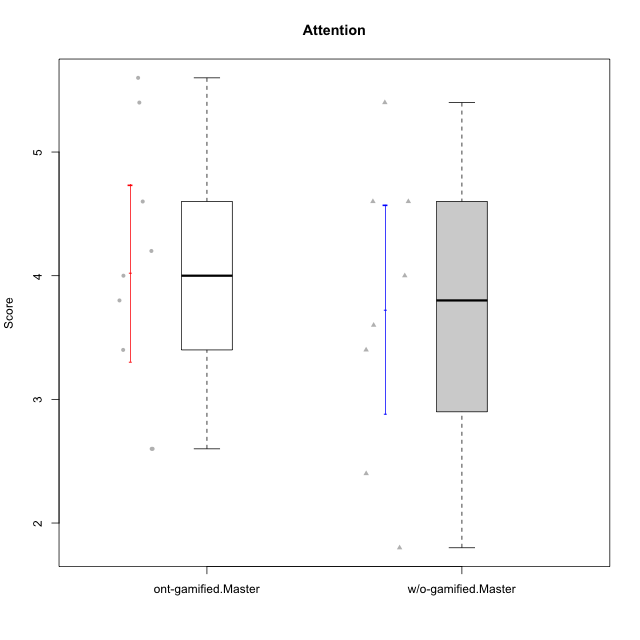 Attention
Score
5
4
3
2
ont-gamified.Master
w/o-gamified.Master